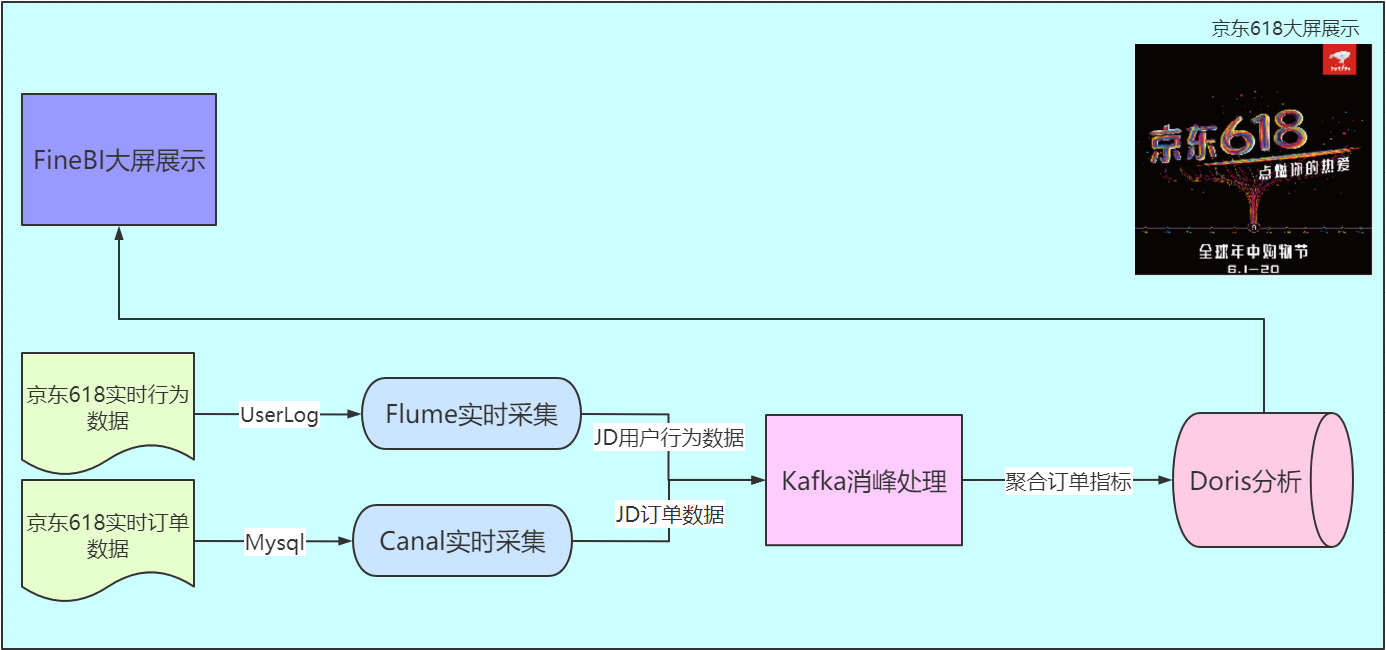 京东618大屏展示
京东618
点燃你的热爱
全球年中购物节
6.1—20
FineBI大屏展示
京东618实时行为
数据
UserLog
Flume实时采集
JD用户行为数据
京东618实时订单
数据
Mysql
Canal实时采集
JD订单数据
Kafka消峰处理
聚合订单指标
Doris分析